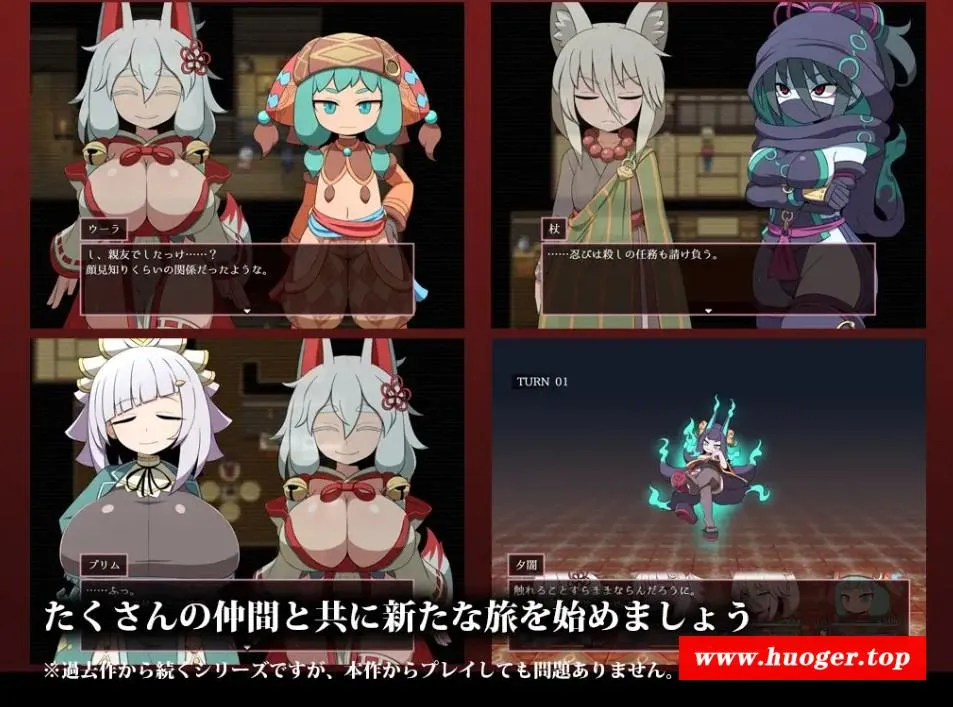 ウーラ
し、親友でしたっけ……？
顔見知りくらいの関係だったような。
杖
……忍びは殺しの任務も請け負う。
プリム
……ふっ。
TURN 01
夕闇
触れることすらままならんだろうに。
たくさんの仲間と共に新たな旅を始めましょう
※過去作から続くシリーズですが、本作からプレイしても問題ありません。
www.huoger.top